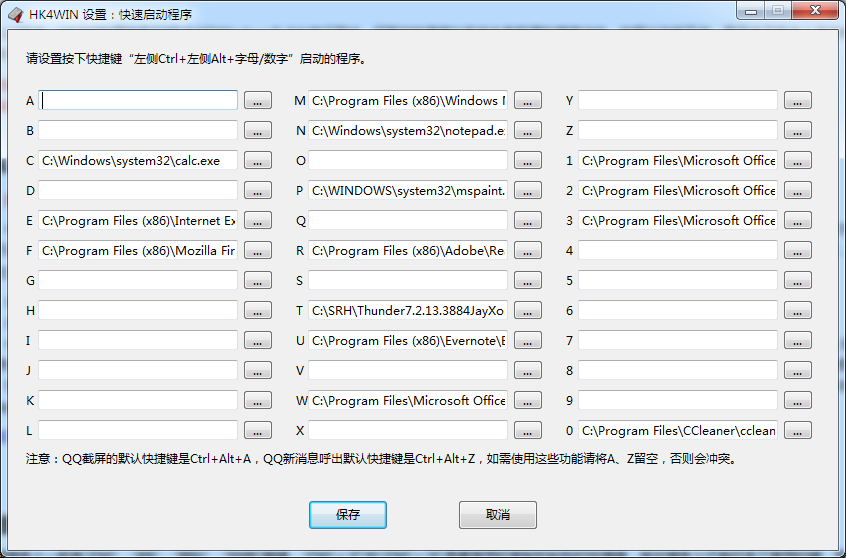 HK4WIN 设置：快速启动程序
请设置按下快捷键“左侧Ctrl+左侧Alt+字母/数字”启动的程序。
A ...
B ...
C C:\Windows\system32\calc.exe ...
D ...
E C:\Program Files (x86)\Internet Ex ...
F C:\Program Files (x86)\Mozilla Fir ...
G ...
H ...
I ...
J ...
K ...
L ...
M C:\Program Files (x86)\Windows M ...
N C:\Windows\system32\notepad.ex ...
O ...
P C:\WINDOWS\system32\mspaint. ...
Q ...
R C:\Program Files (x86)\Adobe\Re ...
S ...
T C:\SRH\Thunder7.2.13.3884JayXo ...
U C:\Program Files (x86)\Evernote\E ...
V ...
W C:\Program Files\Microsoft Office ...
X ...
Y ...
Z ...
1 C:\Program Files\Microsoft Office ...
2 C:\Program Files\Microsoft Office ...
3 C:\Program Files\Microsoft Office ...
4 ...
5 ...
6 ...
7 ...
8 ...
9 ...
0 C:\Program Files\CCleaner\cclean ...
注意：QQ截屏的默认快捷键是Ctrl+Alt+A，QQ新消息呼出默认快捷键是Ctrl+Alt+Z，如需使用这些功能请将A、Z留空，否则会冲突。
保存
取消